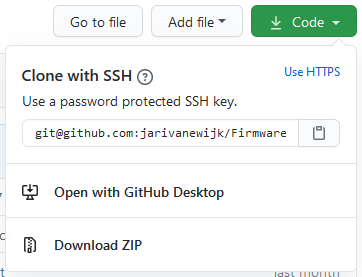 Go to file Add file Code
Clone with SSH ?
Use HTTPS
Use a password protected SSH key.
git@github.com:jarivanewijk/Firmware
Open with GitHub Desktop
Download ZIP
last month